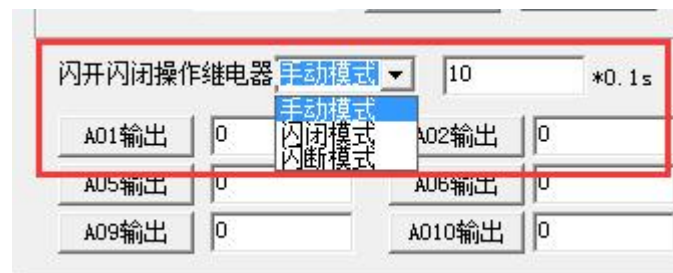 闪开闪闭操作继电器 手动模式 10 *0.1s
手动模式
闪闭模式
闪断模式
A01输出 0 A02输出 0
A05输出 0 A06输出 0
A09输出 0 A010输出 0